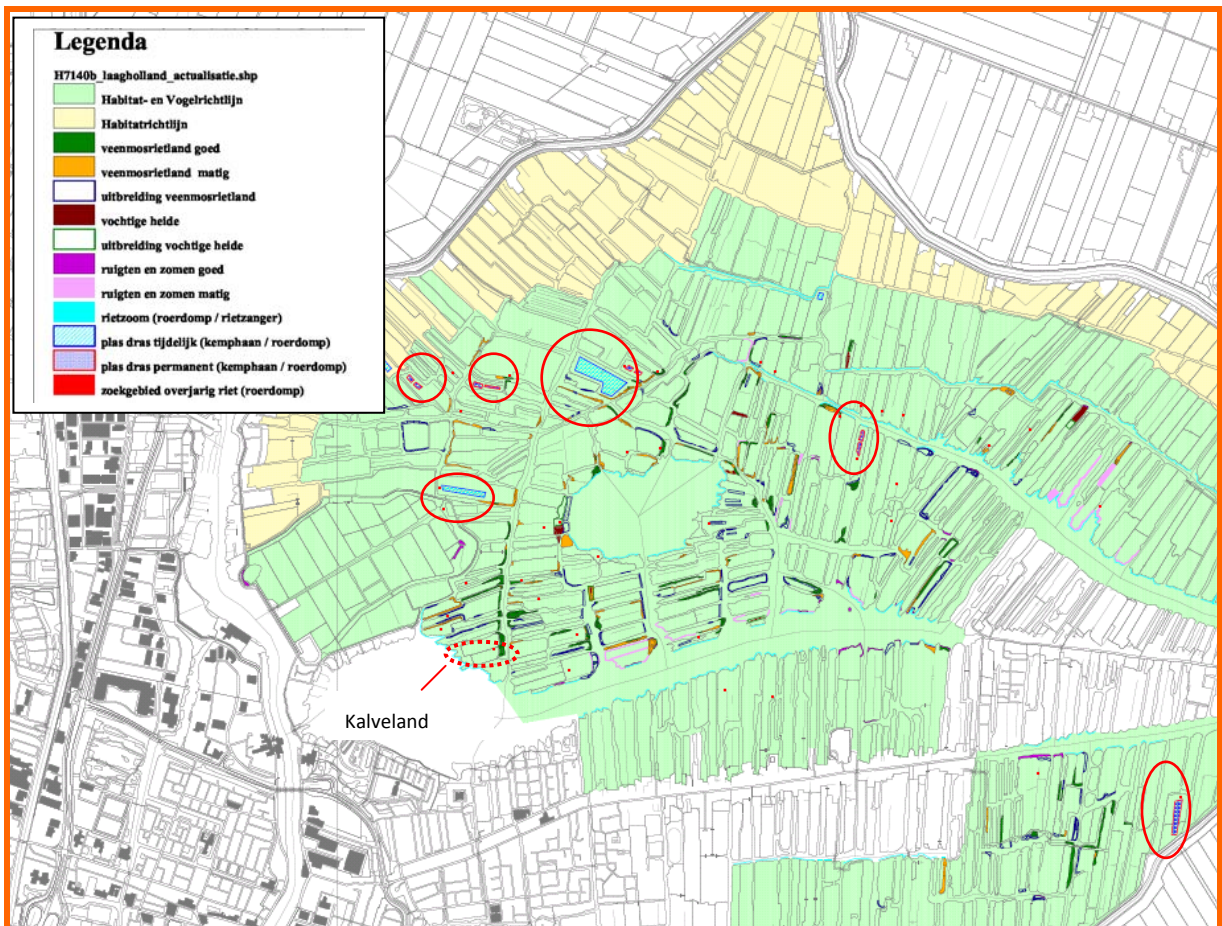 Legenda
H7140b_laagholland_actualisatie.shp
Habitat- en Vogelrichtlijn
Habitatrichtlijn
veenmosrietland goed
veenmosrietland matig
uitbreiding veenmosrietland
vochtige heide
uitbreiding vochtige heide
ruigten en zomen goed
ruigten en zomen matig
rietzoom (roerdomp / rietzanger)
plas dras tijdelijk (kemphaan / roerdomp)
plas dras permanent (kemphaan / roerdomp)
zoekgebied overjarig riet (roerdomp)
Kalveland